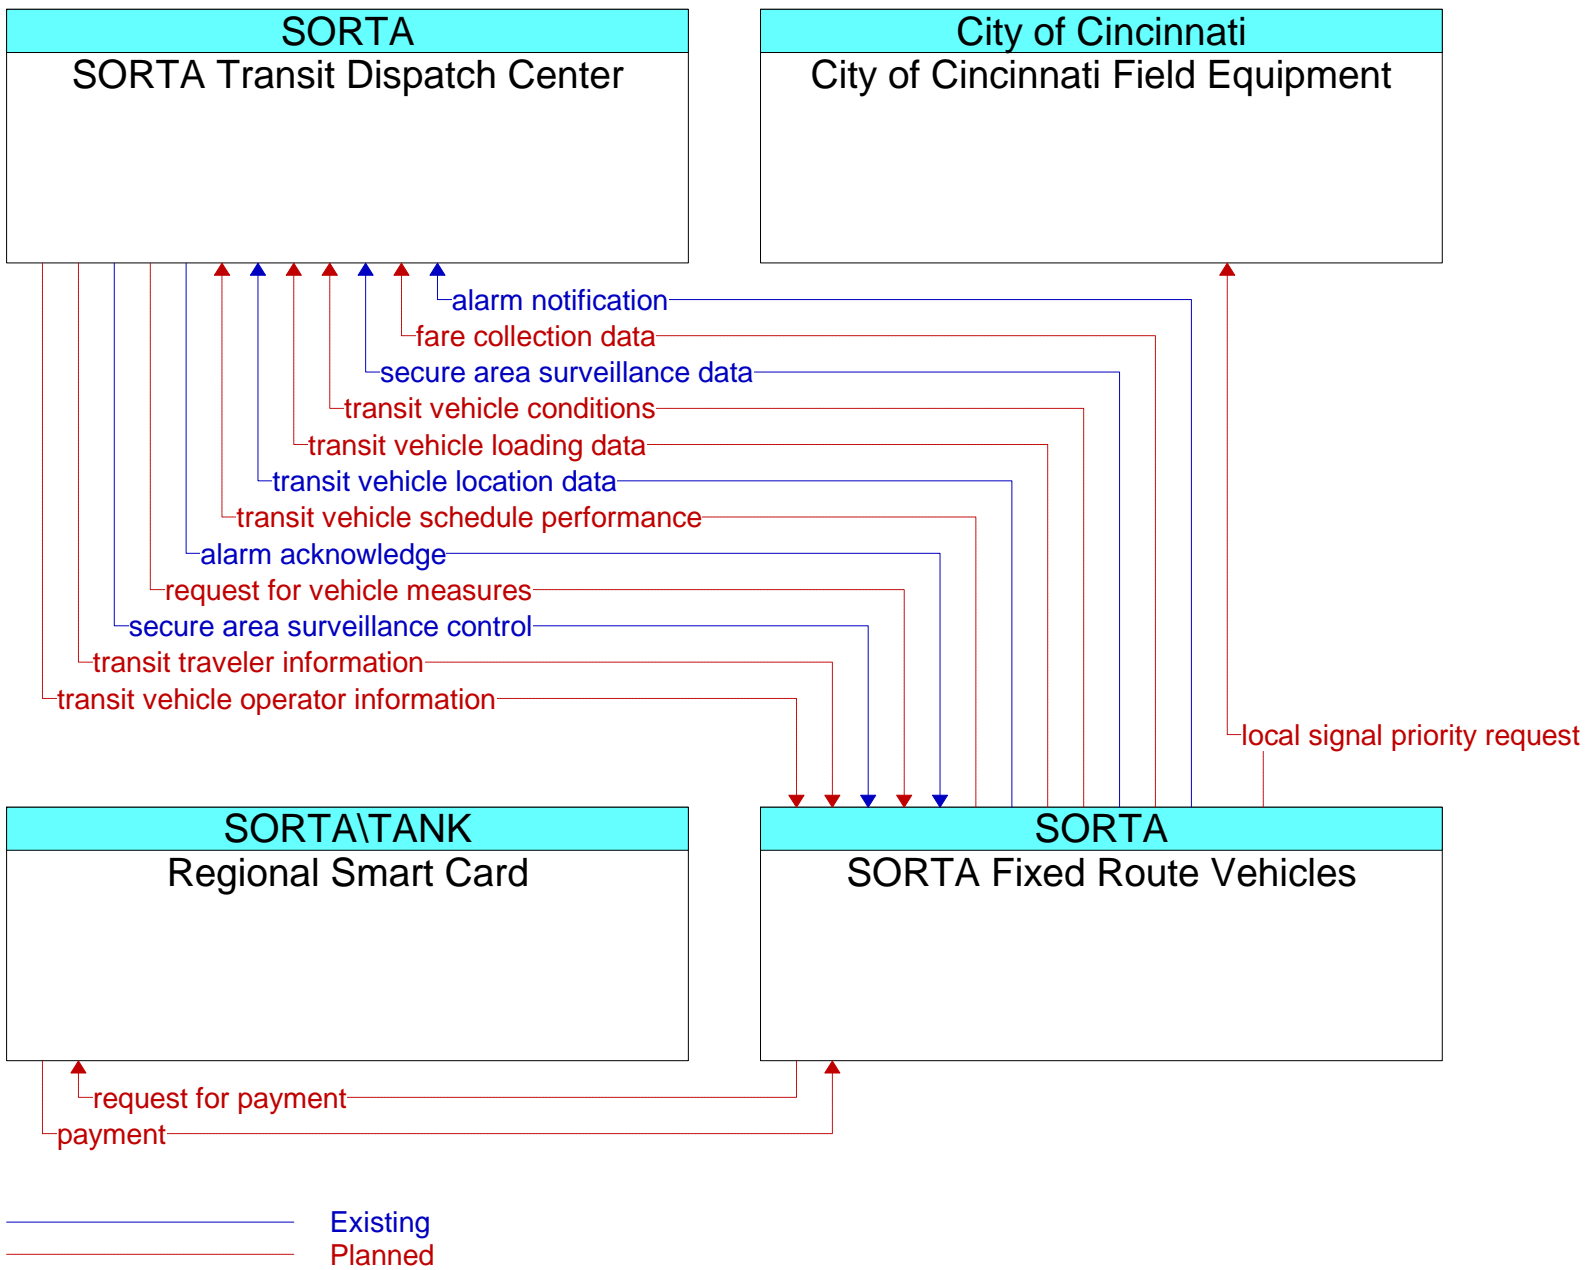 SORTA
SORTA Transit Dispatch Center
City of Cincinnati
City of Cincinnati Field Equipment
alarm notification
fare collection data
secure area surveillance data
transit vehicle conditions
transit vehicle loading data
transit vehicle location data
transit vehicle schedule performance
alarm acknowledge
request for vehicle measures
secure area surveillance control
transit traveler information
transit vehicle operator information
local signal priority request
SORTA\TANK
Regional Smart Card
SORTA
SORTA Fixed Route Vehicles
request for payment
payment
Existing
Planned